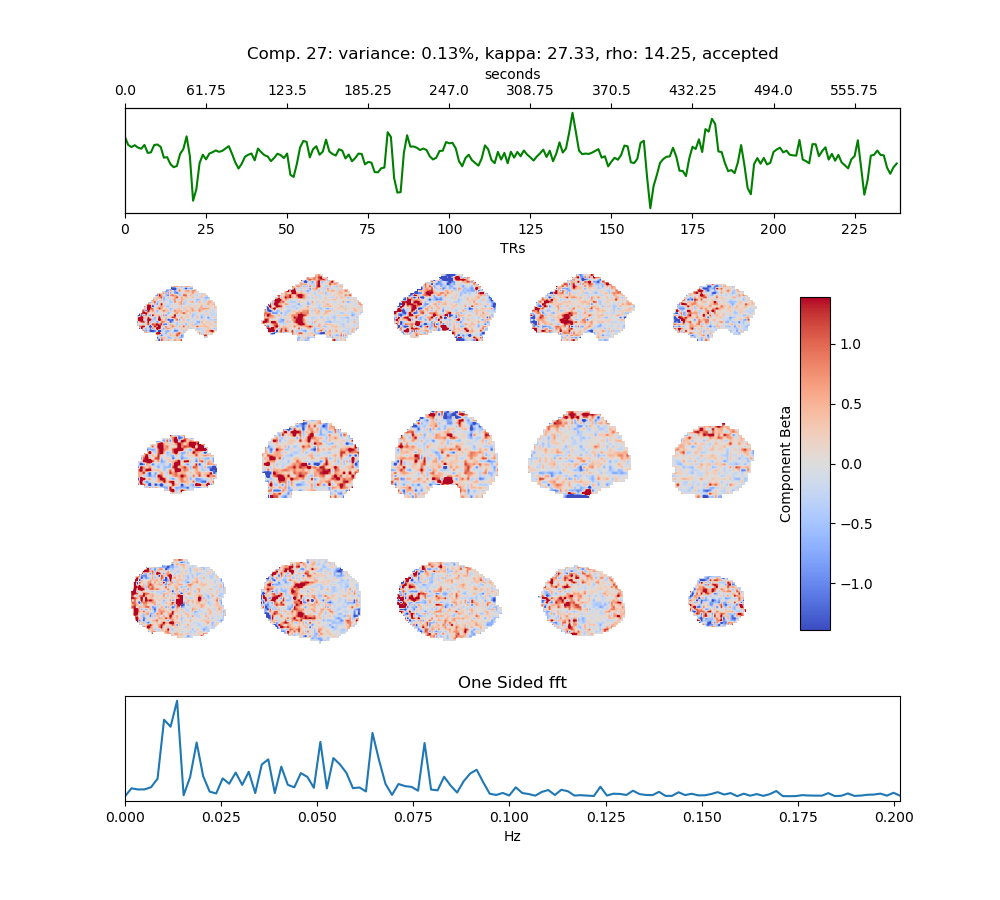 Comp. 27: variance: 0.13%, kappa: 27.33, rho: 14.25, accepted
seconds
0.0 61.75 123.5 185.25 247.0 308.75 370.5 432.25 494.0 555.75
0 25 50 75 100 125 150 175 200 225
TRs
1.0
0.5
0.0
−0.5
−1.0
Component Beta
One Sided fft
0.000 0.025 0.050 0.075 0.100 0.125 0.150 0.175 0.200
Hz